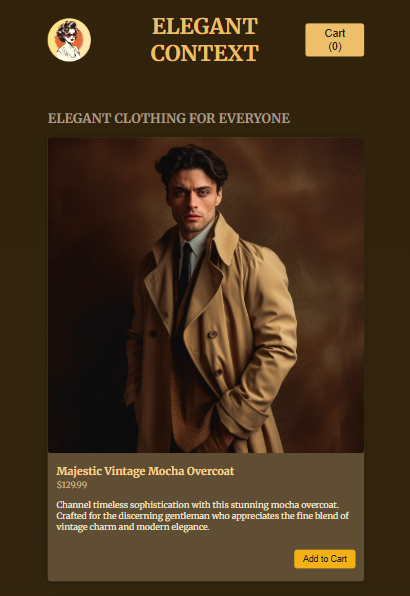 ELEGANT
CONTEXT
Cart
(0)
ELEGANT CLOTHING FOR EVERYONE
Majestic Vintage Mocha Overcoat
$129.99
Channel timeless sophistication with this stunning mocha overcoat.
Crafted for the discerning gentleman who appreciates the fine blend of
vintage charm and modern elegance.
Add to Cart